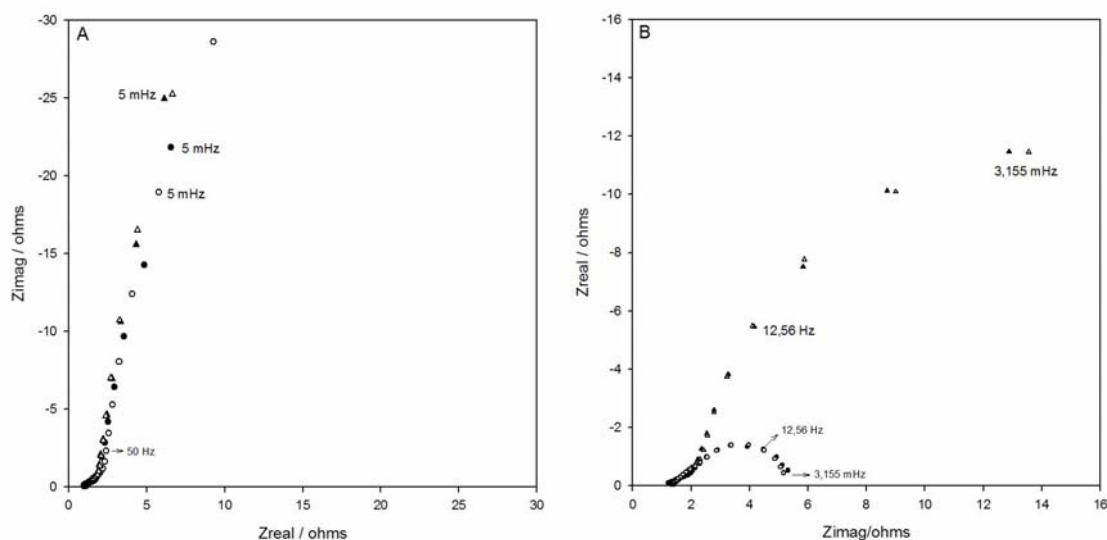 A
-30
-25
-20
-15
-10
-5
0
Zimag / ohms
5 mHz
5 mHz
5 mHz
50 Hz
0 5 10 15 20 25 30
Zreal / ohms
B
-16
-14
-12
-10
-8
-6
-4
-2
0
Zreal / ohms
3,155 mHz
12,56 Hz
12,56 Hz
3,155 mHz
0 2 4 6 8 10 12 14 16
Zimag/ohms